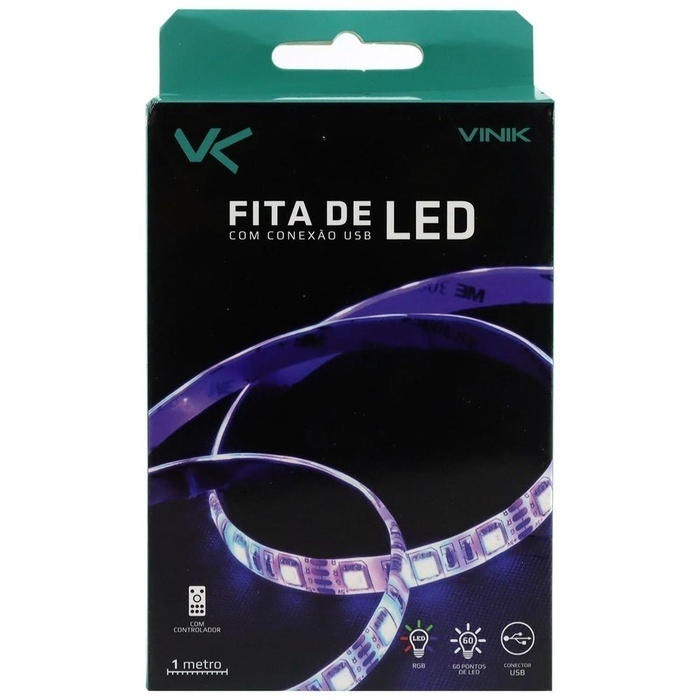 VK
VINIK
FITA DE LED
COM CONEXÃO USB
COM
CONTROLADOR
1 metro
LED
RGB
60
60 PONTOS
DE LED
CONECTOR
USB